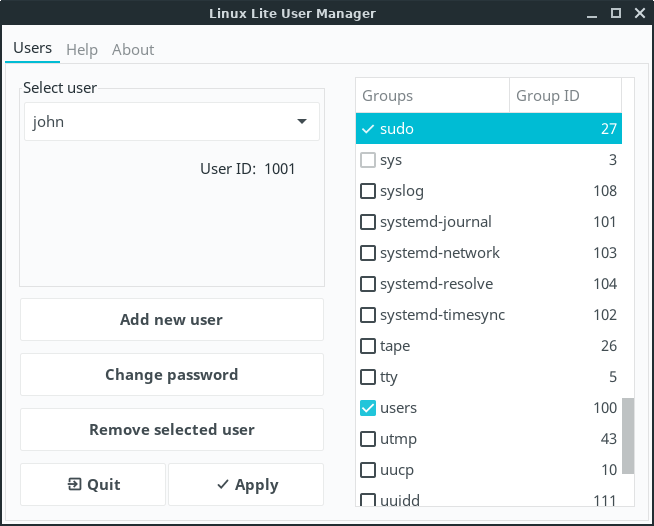 Linux Lite User Manager
Users Help About
Select user
john
User ID: 1001
Add new user
Change password
Remove selected user
Quit Apply
Groups Group ID
sudo 27
sys 3
syslog 108
systemd-journal 101
systemd-network 103
systemd-resolve 104
systemd-timesync 102
tape 26
tty 5
users 100
utmp 43
uucp 10
uuidd 111